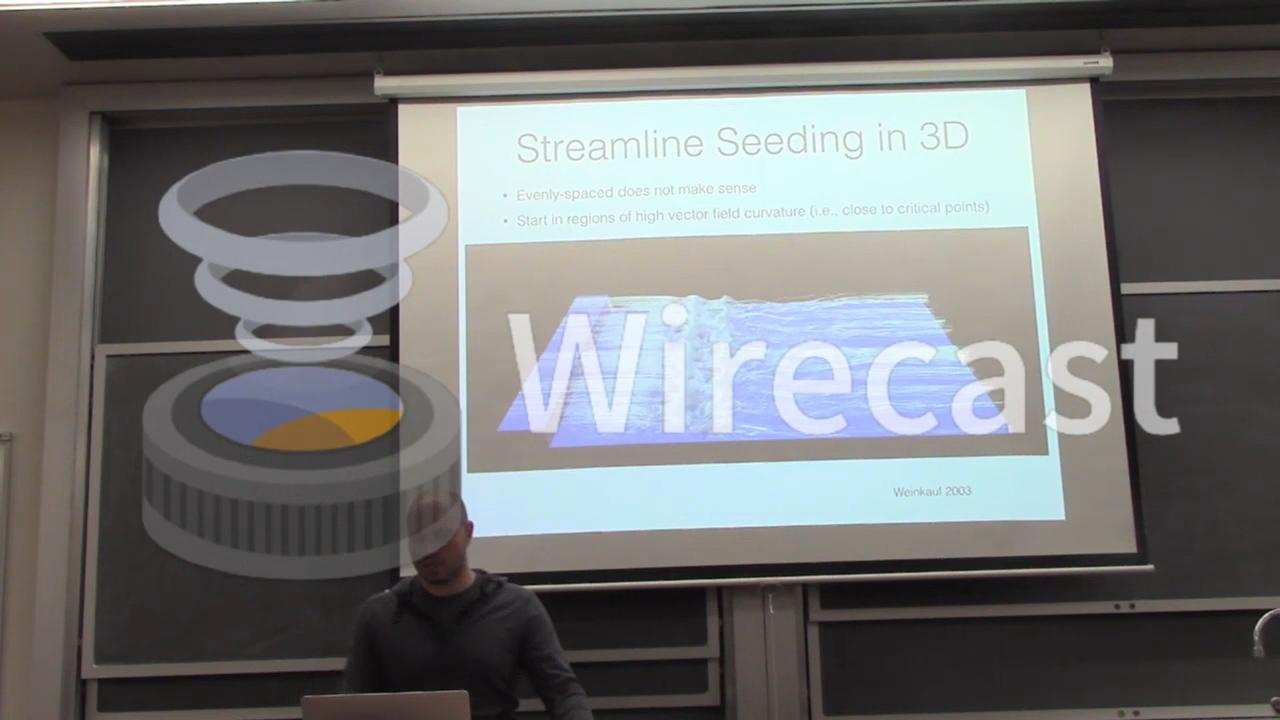 Streamline Seeding in 3D
• Evenly-spaced does not make sense
• Start in regions of high vector field curvature (i.e., close to critical points)
Wirecast
Weinkauf 2003